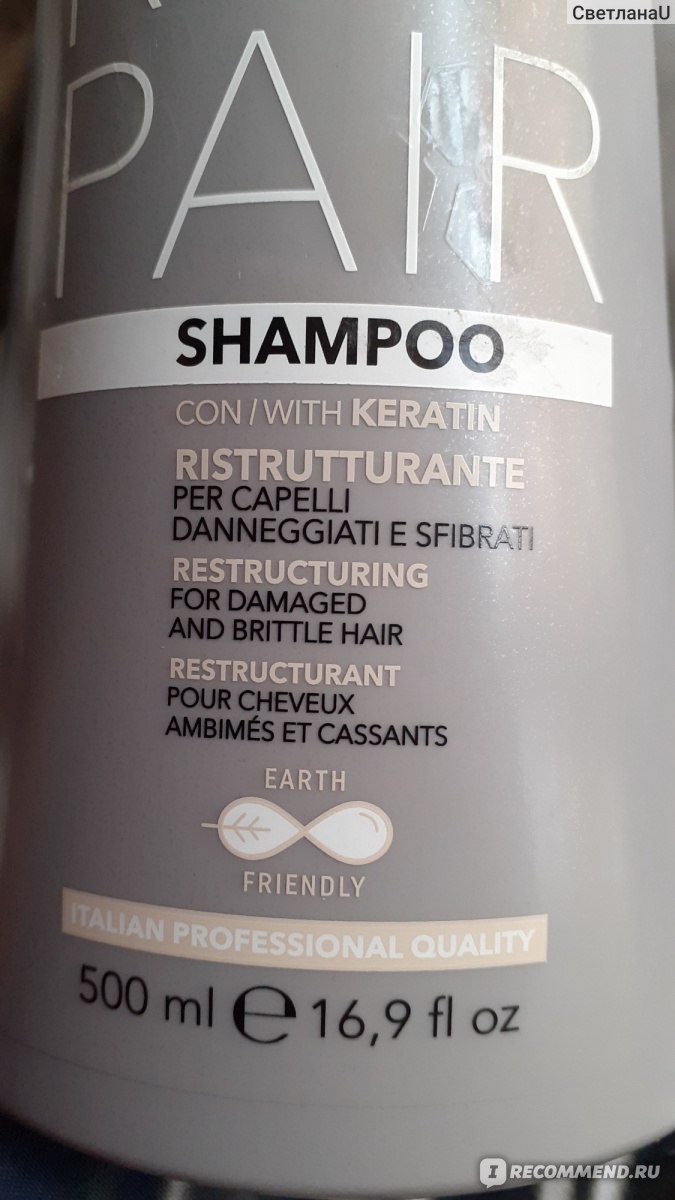 СветланаU
PAIR
SHAMPOO
CON / WITH KERATIN
RISTRUTTURANTE
PER CAPELLI
DANNEGGIATI E SFIBRATI
RESTRUCTURING
FOR DAMAGED
AND BRITTLE HAIR
RESTRUCTURANT
POUR CHEVEUX
AMBIMÉS ET CASSANTS
EARTH
FRIENDLY
ITALIAN PROFESSIONAL QUALITY
500 ml e 16,9 fl oz
IRECOMMEND.RU